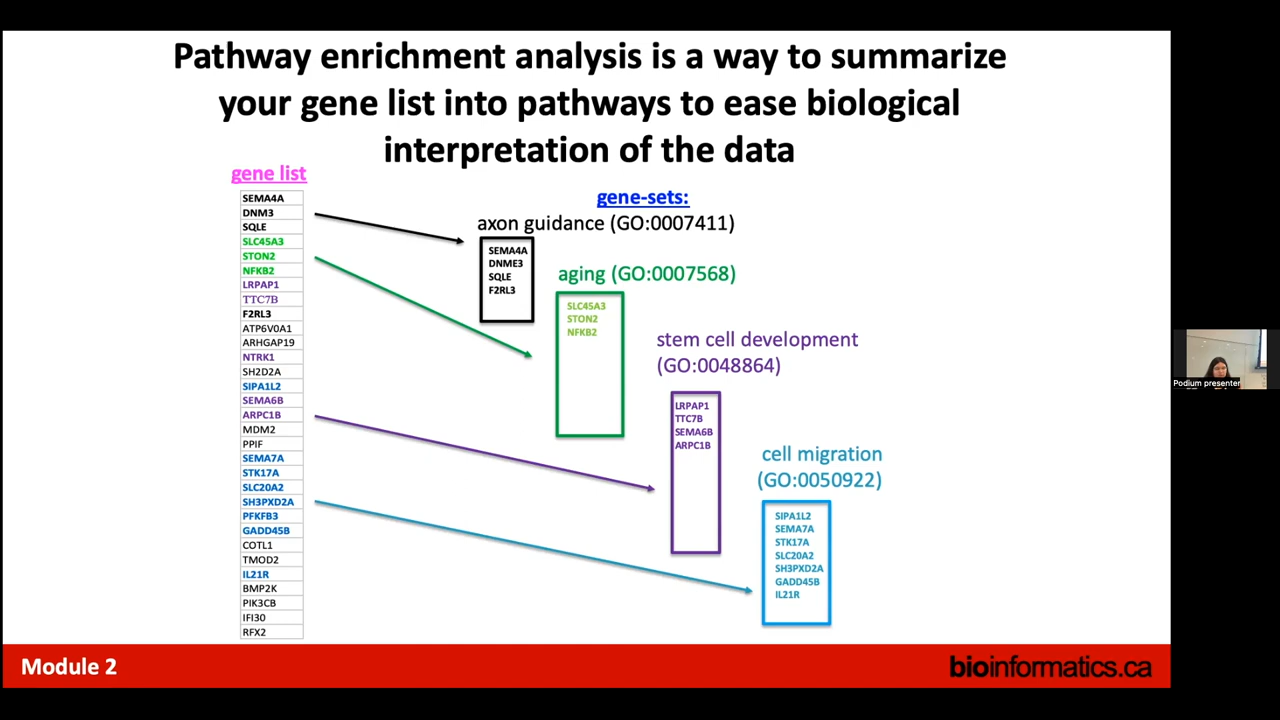 Pathway enrichment analysis is a way to summarize
your gene list into pathways to ease biological
interpretation of the data
gene list
SEMA4A
DNM3
SQLE
SLC45A3
STON2
NFKB2
LRPAP1
TTC7B
F2RL3
ATP6V0A1
ARHGAP19
NTRK1
SH2D2A
SIPA1L2
SEMA6B
ARPC1B
MDM2
PPIF
SEMA7A
STK17A
SLC20A2
SH3PXD2A
PFKFB3
GADD45B
COTL1
TMOD2
IL21R
BMP2K
PIK3CB
IFI30
RFX2
gene-sets:
axon guidance (GO:0007411)
SEMA4A
DNME3
SQLE
F2RL3
aging (GO:0007568)
SLC45A3
STON2
NFKB2
stem cell development
(GO:0048864)
LRPAP1
TTC7B
SEMA6B
ARPC1B
cell migration
(GO:0050922)
SIPA1L2
SEMA7A
STK17A
SLC20A2
SH3PXD2A
GADD45B
IL21R
Podium presenter
Module 2
bioinformatics.ca